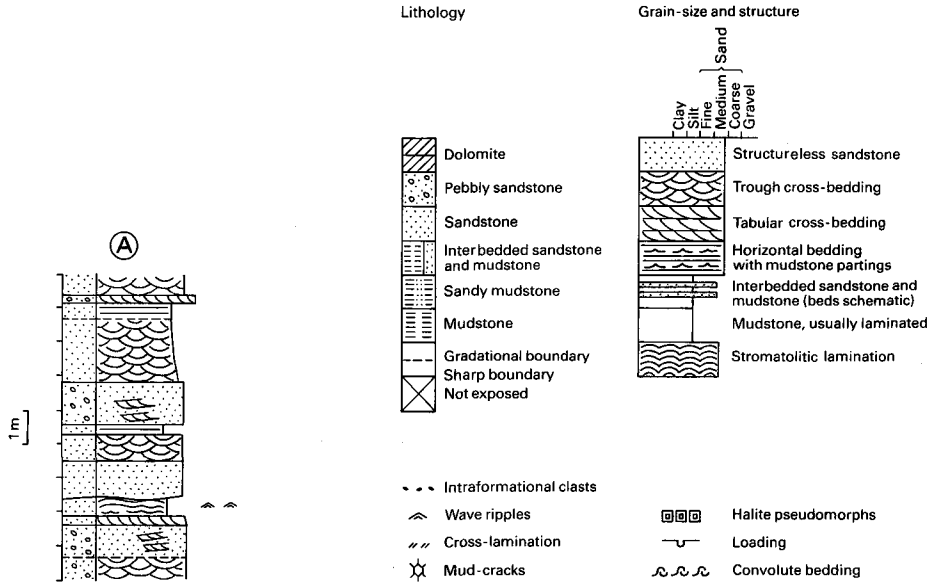 Lithology
Grain-size and structure
Sand
Clay
Silt
Fine
Medium
Coarse
Gravel
Dolomite
Pebbly sandstone
Sandstone
Interbedded sandstone
and mudstone
Sandy mudstone
Mudstone
Gradational boundary
Sharp boundary
Not exposed
Structureless sandstone
Trough cross-bedding
Tabular cross-bedding
Horizontal bedding
with mudstone partings
Interbedded sandstone and
mudstone (beds schematic)
Mudstone, usually laminated
Stromatolitic lamination
A
1m
Intraformational clasts
Wave ripples
Cross-lamination
Mud-cracks
Halite pseudomorphs
Loading
Convolute bedding